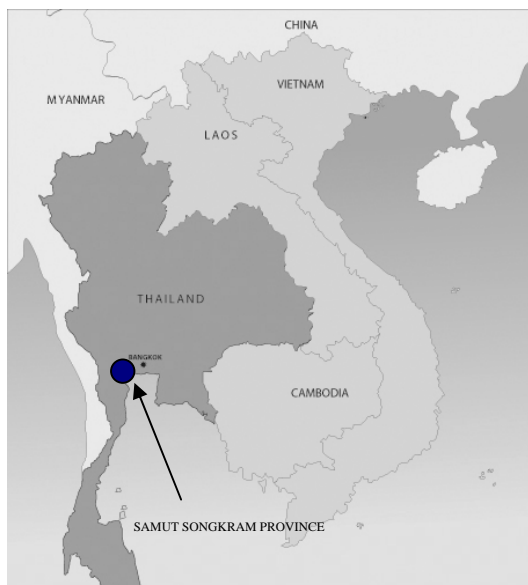 CHINA
VIETNAM
MYANMAR
LAOS
THAILAND
BANGKOK
CAMBODIA
SAMUT SONGKRAM PROVINCE